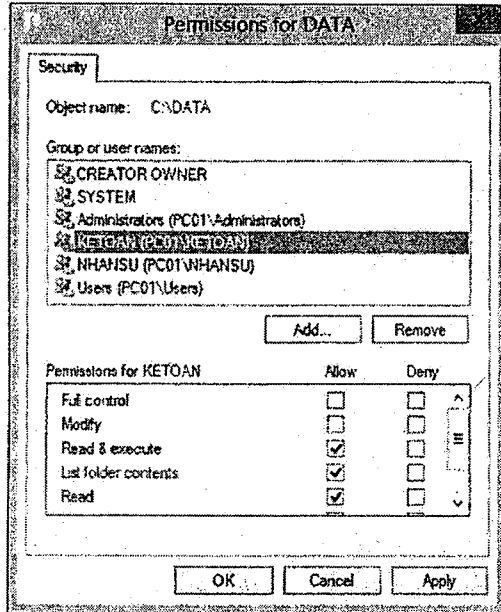 Permissions for DATA
Security
Object name: C:\DATA
Group or user names:
CREATOR OWNER
SYSTEM
Administrators (PC01\Administrators)
KETOAN (PC01\KETOAN)
NHANSU (PC01\NHANSU)
Users (PC01\Users)
Add... Remove
Permissions for KETOAN Allow Deny
Full control
Modify
Read & execute
List folder contents
Read
OK Cancel Apply